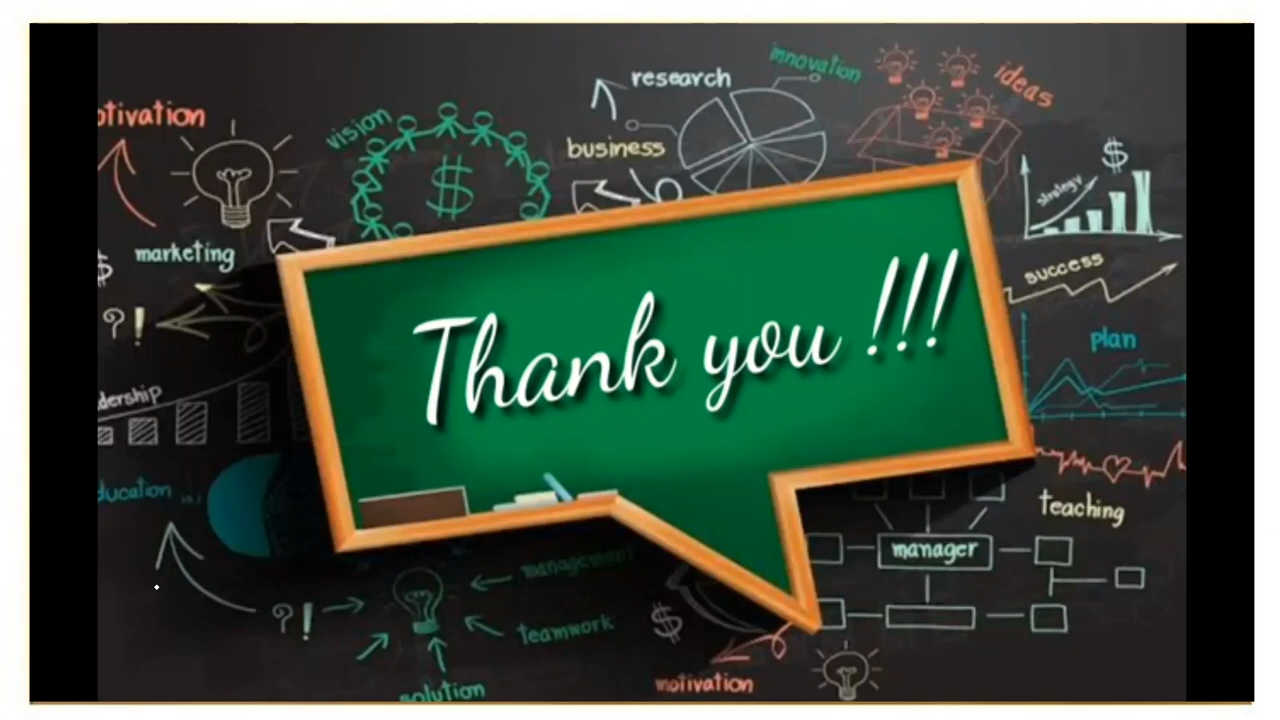 research
innovation
ideas
otivation
vision
business
$
strategy
$
marketing
$
success
?!
Thank you !!!
plan
dership
ducation
teaching
manager
management
?!
teamwork
$
solution
motivation